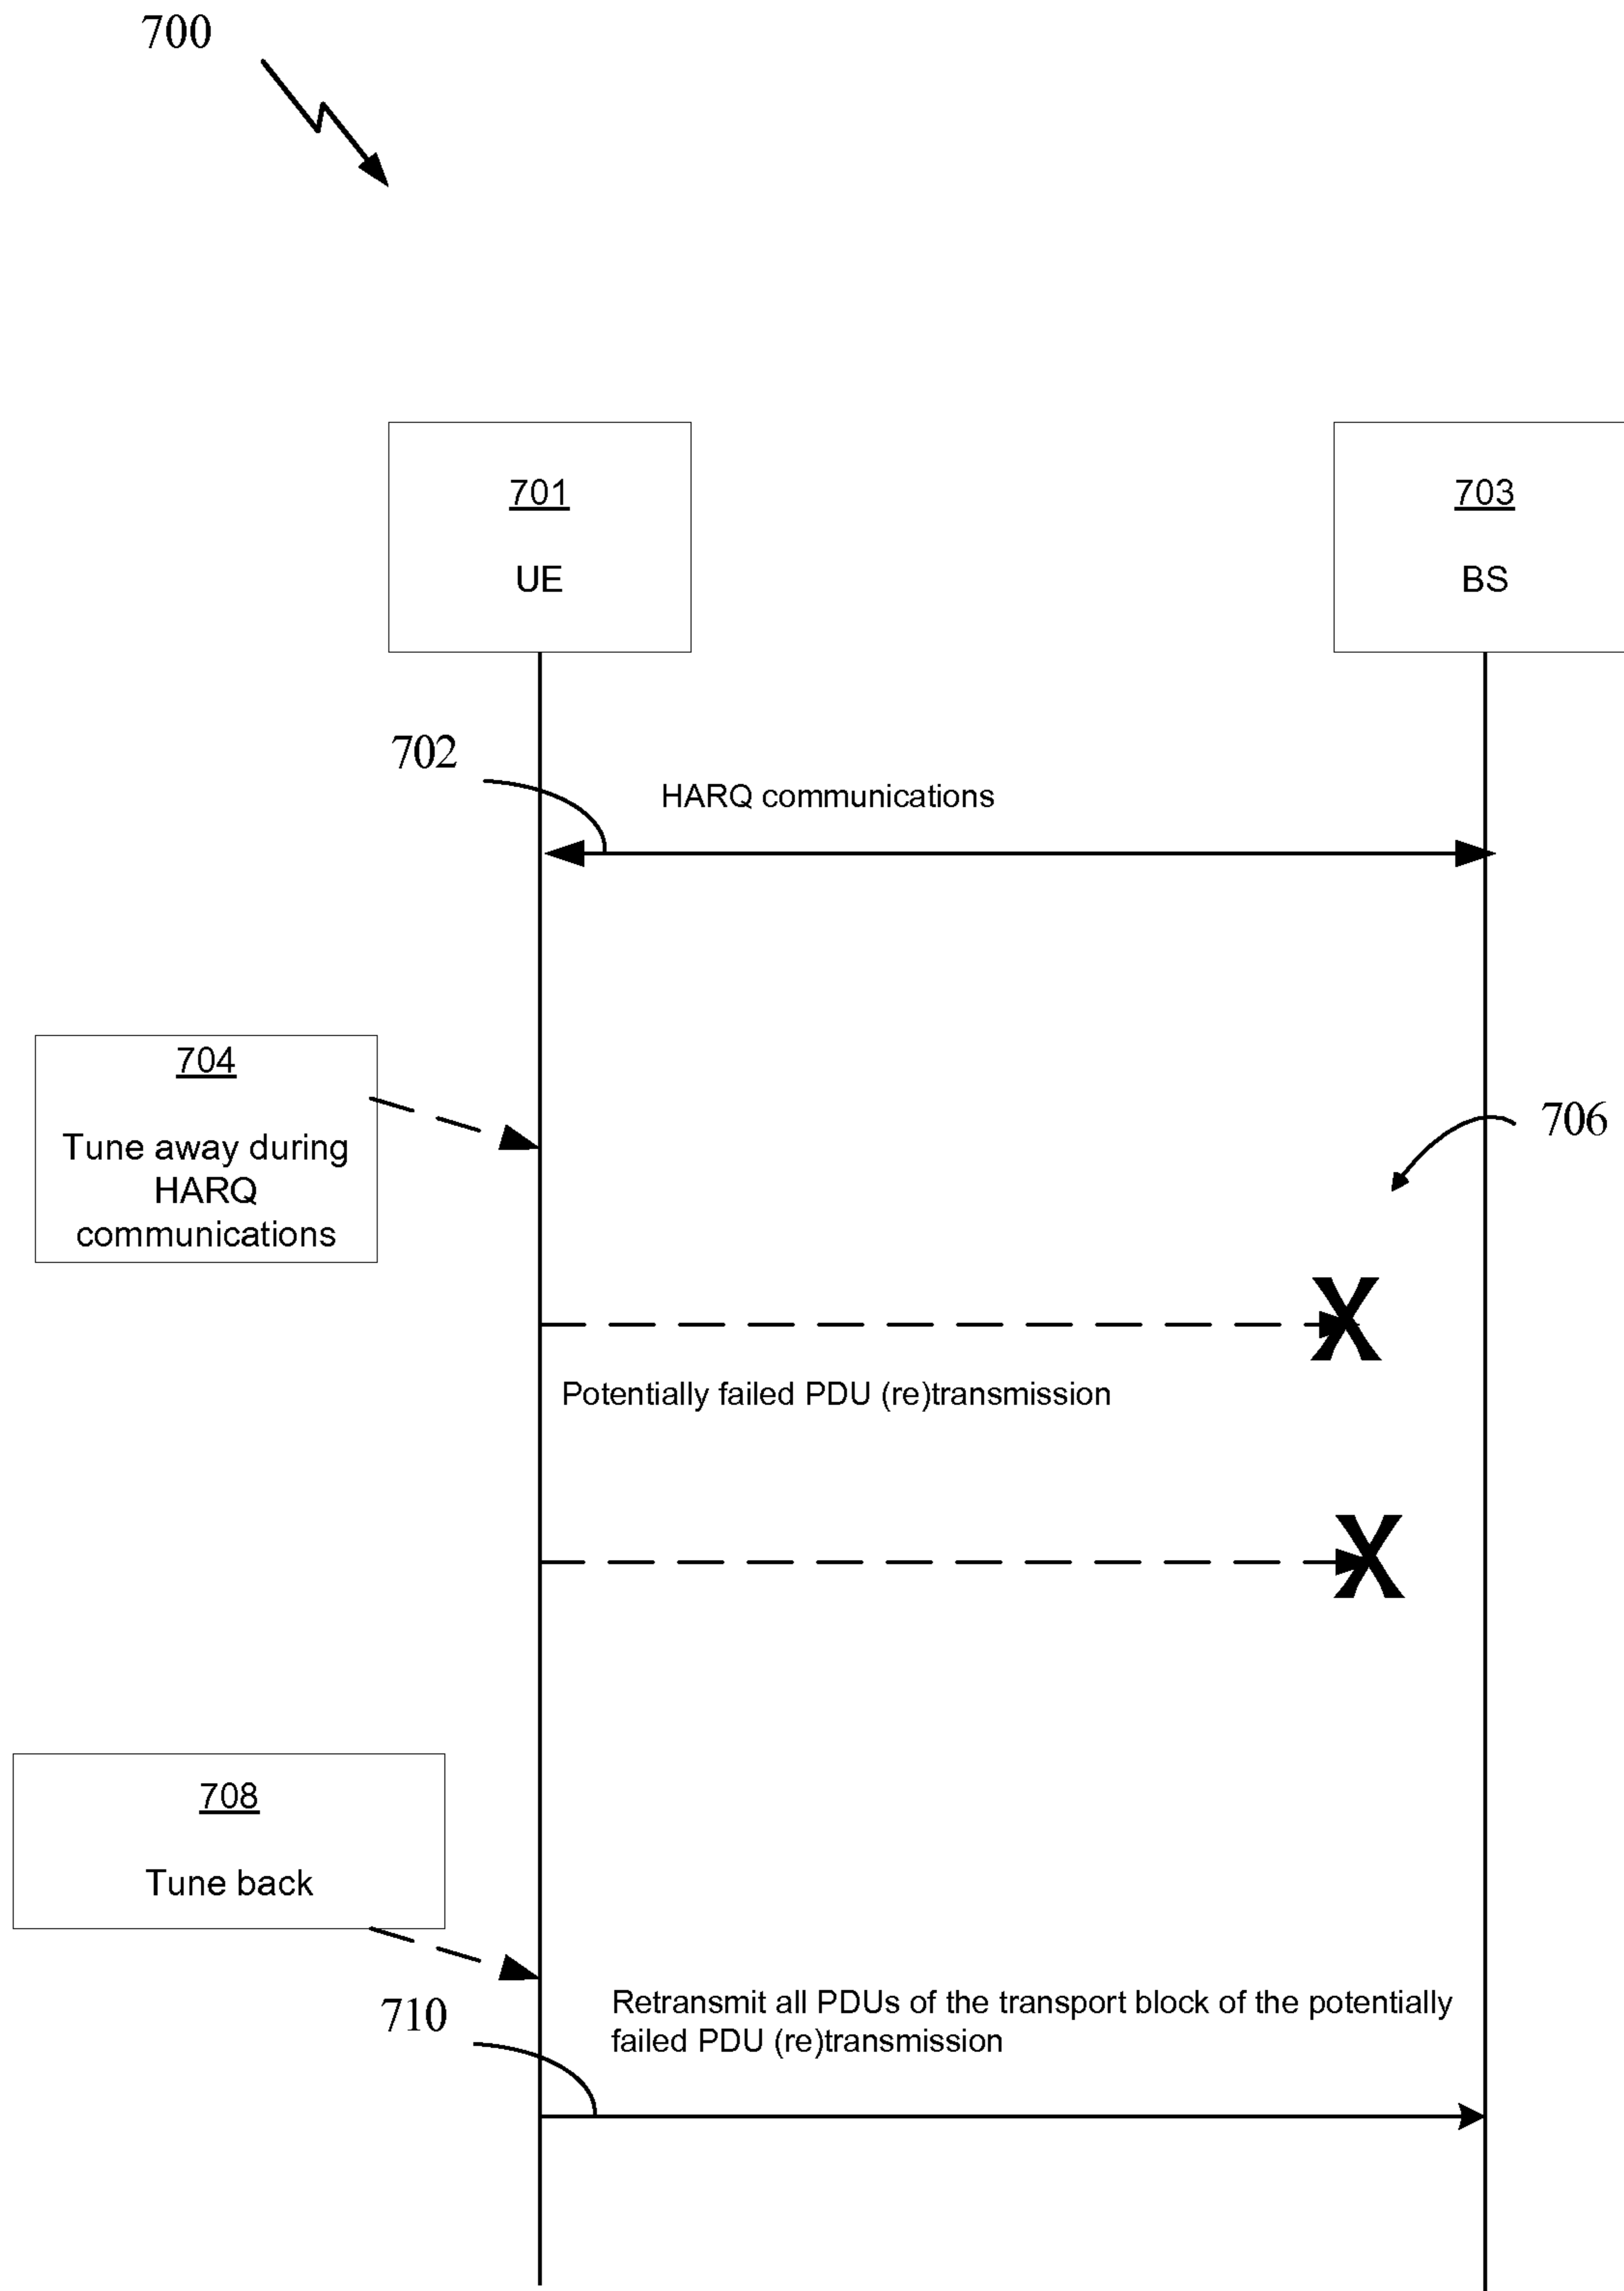 700
701
UE
703
BS
702
HARQ communications
704
Tune away during
HARQ
communications
706
X
Potentially failed PDU (re)transmission
X
708
Tune back
710
Retransmit all PDUs of the transport block of the potentially
failed PDU (re)transmission